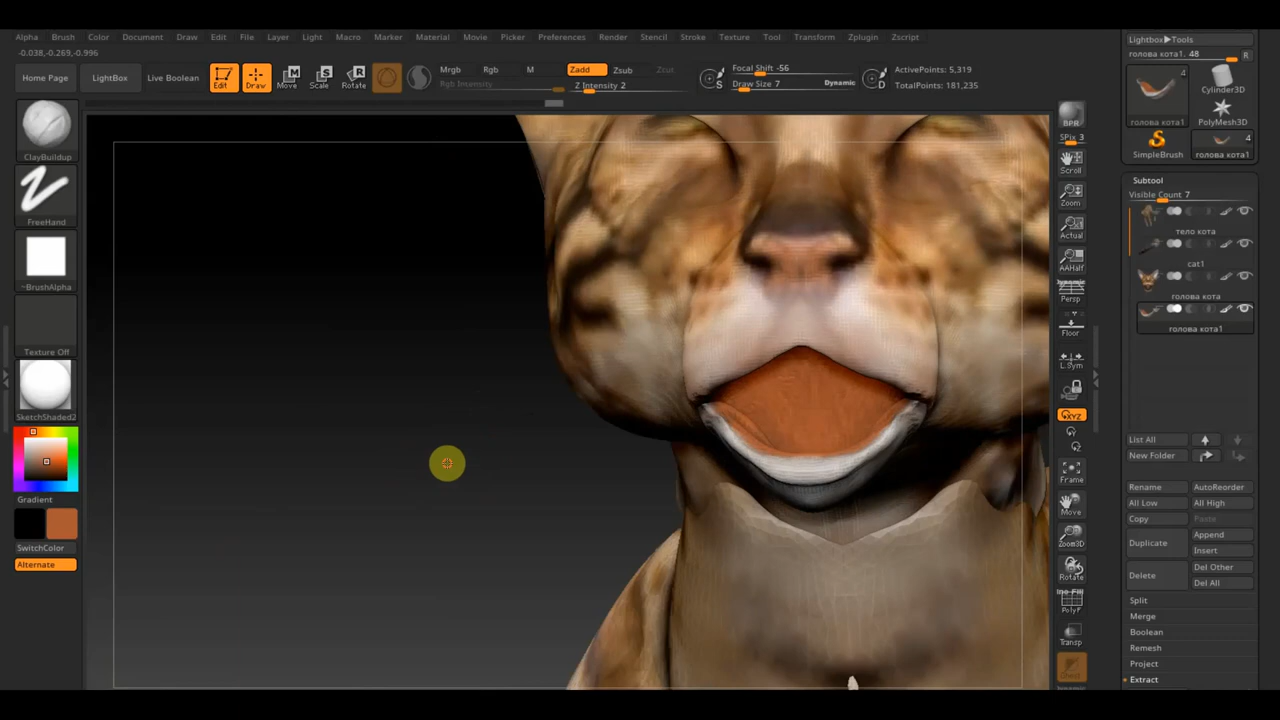 Alpha Brush Color Document Draw Edit File Layer Light Macro Marker Material Movie Picker Preferences Render Stencil Stroke Texture Tool Transform Zplugin Zscript
-0.038,-0.269,-0.996
Home Page LightBox Live Boolean Edit Draw Move Scale Rotate
Mrgb Rgb M Zadd Zsub Zcut
Rgb Intensity Z Intensity 2
S Focal Shift -56
Draw Size 7 Dynamic
D ActivePoints: 5,319
TotalPoints: 181,235
ClayBuildup
FreeHand
~BrushAlpha
Texture Off
SketchShaded2
Gradient
SwitchColor
Alternate
BPR
SPix 3
Scroll
Zoom
Actual
AAHalf
Dynamic
Persp
Floor
L.Sym
XYZ
Y
Z
Frame
Move
Zoom3D
Rotate
PolyF
Transp
Lightbox▶Tools
голова кота1. 48 R
4
Cylinder3D
голова кота1
PolyMesh3D
SimpleBrush
4
голова кота1
Subtool
Visible Count 7
тело кота
cat1
голова кота
голова кота1
List All
New Folder
Rename AutoReorder
All Low All High
Copy Paste
Duplicate Append
Insert
Delete Del Other
Del All
Split
Merge
Boolean
Remesh
Project
Extract